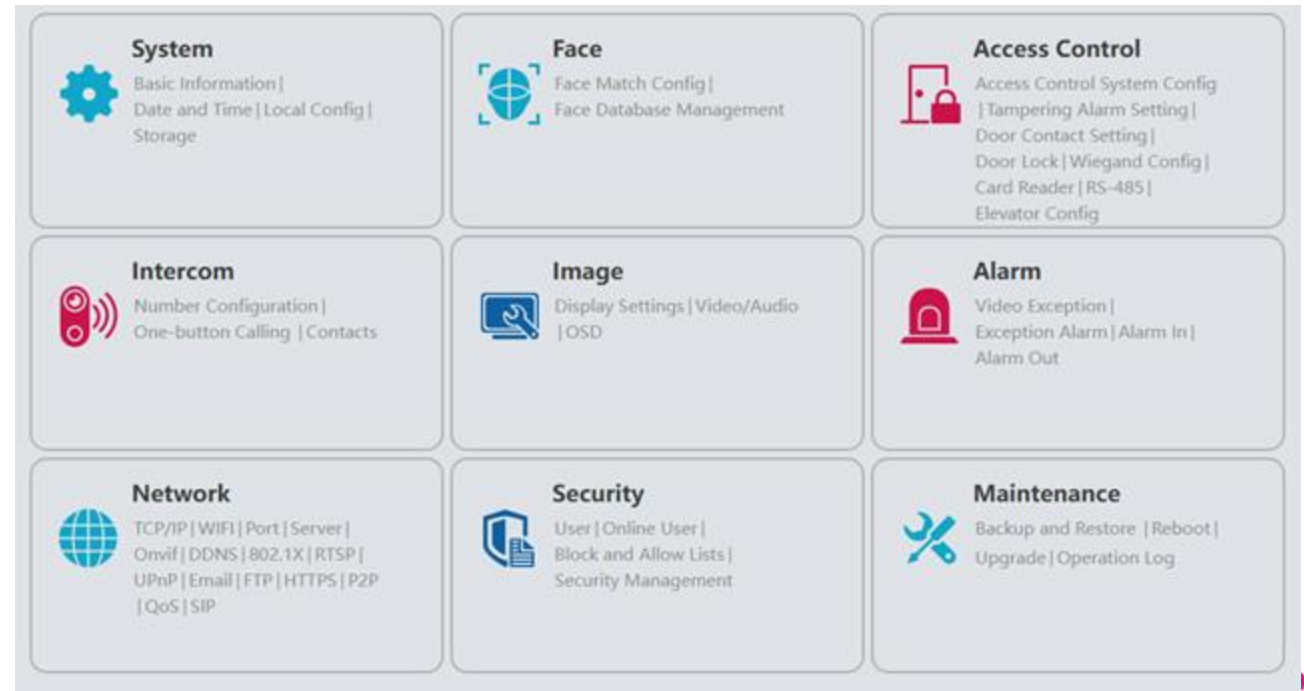 System
Basic Information|
Date and Time|Local Config|
Storage
Face
Face Match Config|
Face Database Management
Access Control
Access Control System Config
|Tampering Alarm Setting|
Door Contact Setting|
Door Lock|Wiegand Config|
Card Reader|RS-485|
Elevator Config
Intercom
Number Configuration|
One-button Calling |Contacts
Image
Display Settings|Video/Audio
|OSD
Alarm
Video Exception|
Exception Alarm|Alarm In|
Alarm Out
Network
TCP/IP|WIFI|Port|Server|
Onvif|DDNS|802.1X|RTSP|
UPnP|Email|FTP|HTTPS|P2P
|QoS|SIP
Security
User|Online User|
Block and Allow Lists|
Security Management
Maintenance
Backup and Restore |Reboot|
Upgrade|Operation Log